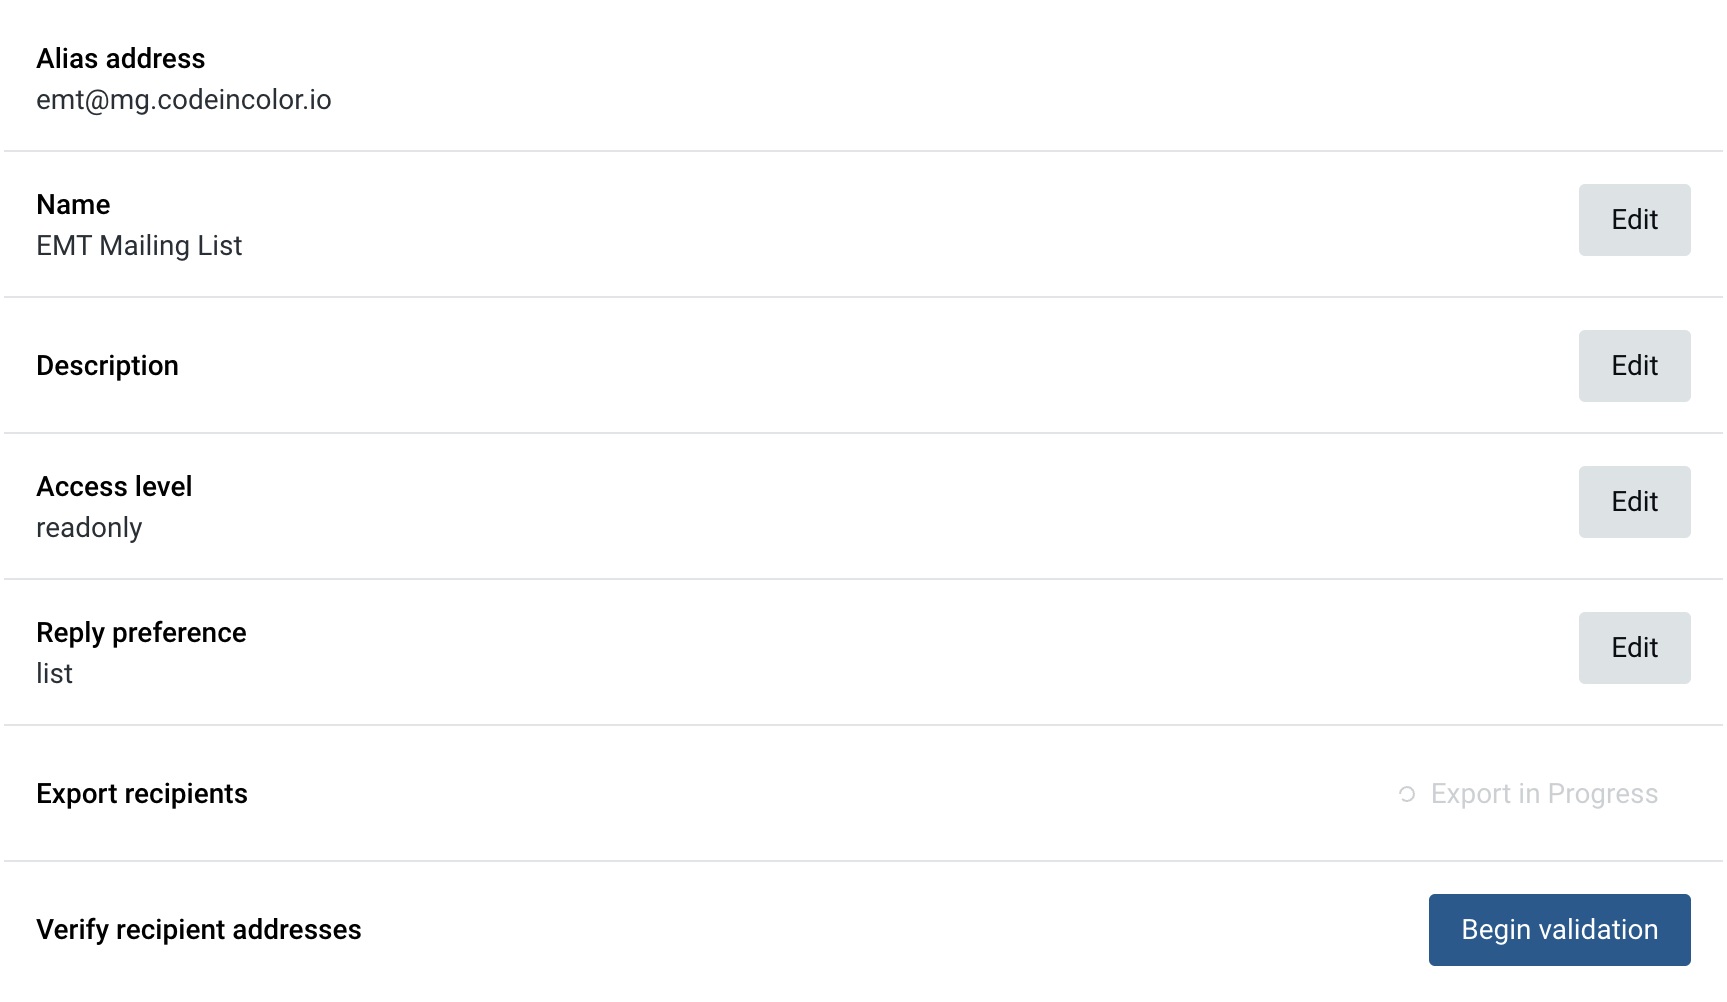 Alias address
emt@mg.codeincolor.io
Name
EMT Mailing List
Edit
Description
Edit
Access level
readonly
Edit
Reply preference
list
Edit
Export recipients
Export in Progress
Verify recipient addresses
Begin validation